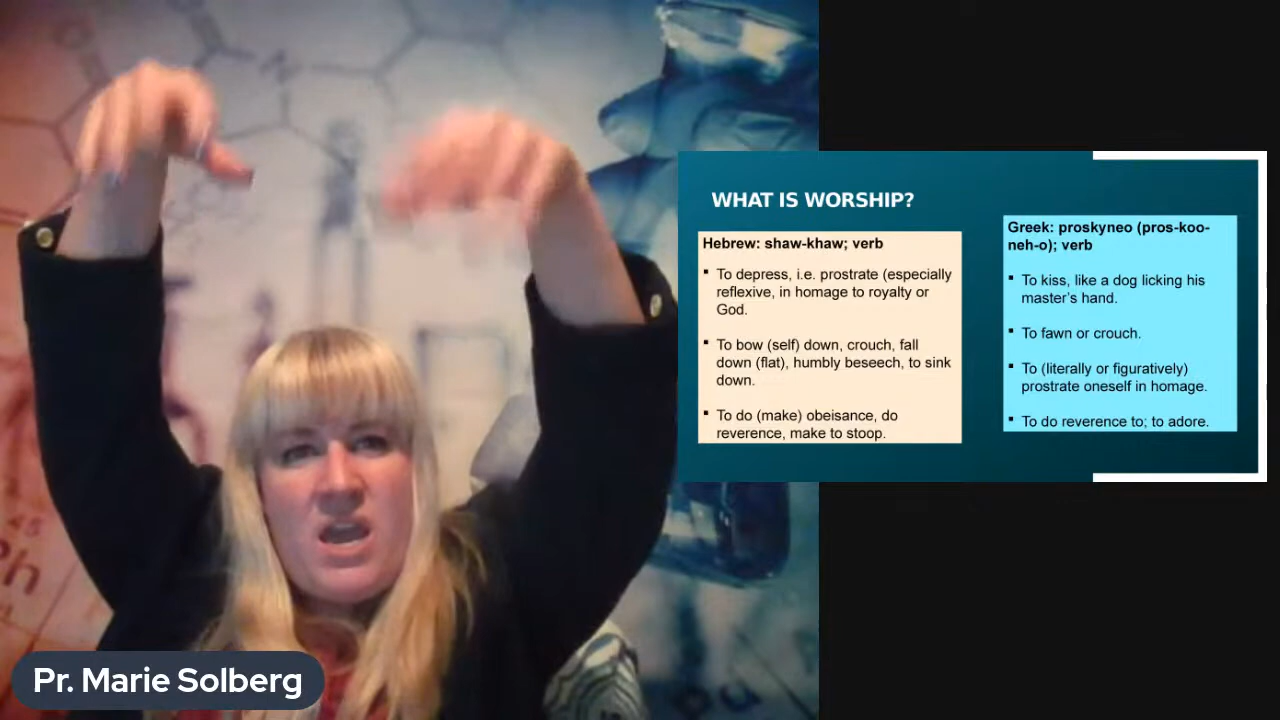 WHAT IS WORSHIP?
Hebrew: shaw-khaw; verb
▪ To depress, i.e. prostrate (especially
reflexive, in homage to royalty or
God.
▪ To bow (self) down, crouch, fall
down (flat), humbly beseech, to sink
down.
▪ To do (make) obeisance, do
reverence, make to stoop.
Greek: proskyneo (pros-koo-
neh-o); verb
▪ To kiss, like a dog licking his
master’s hand.
▪ To fawn or crouch.
▪ To (literally or figuratively)
prostrate oneself in homage.
▪ To do reverence to; to adore.
45
Ph
Pu
Pr. Marie Solberg